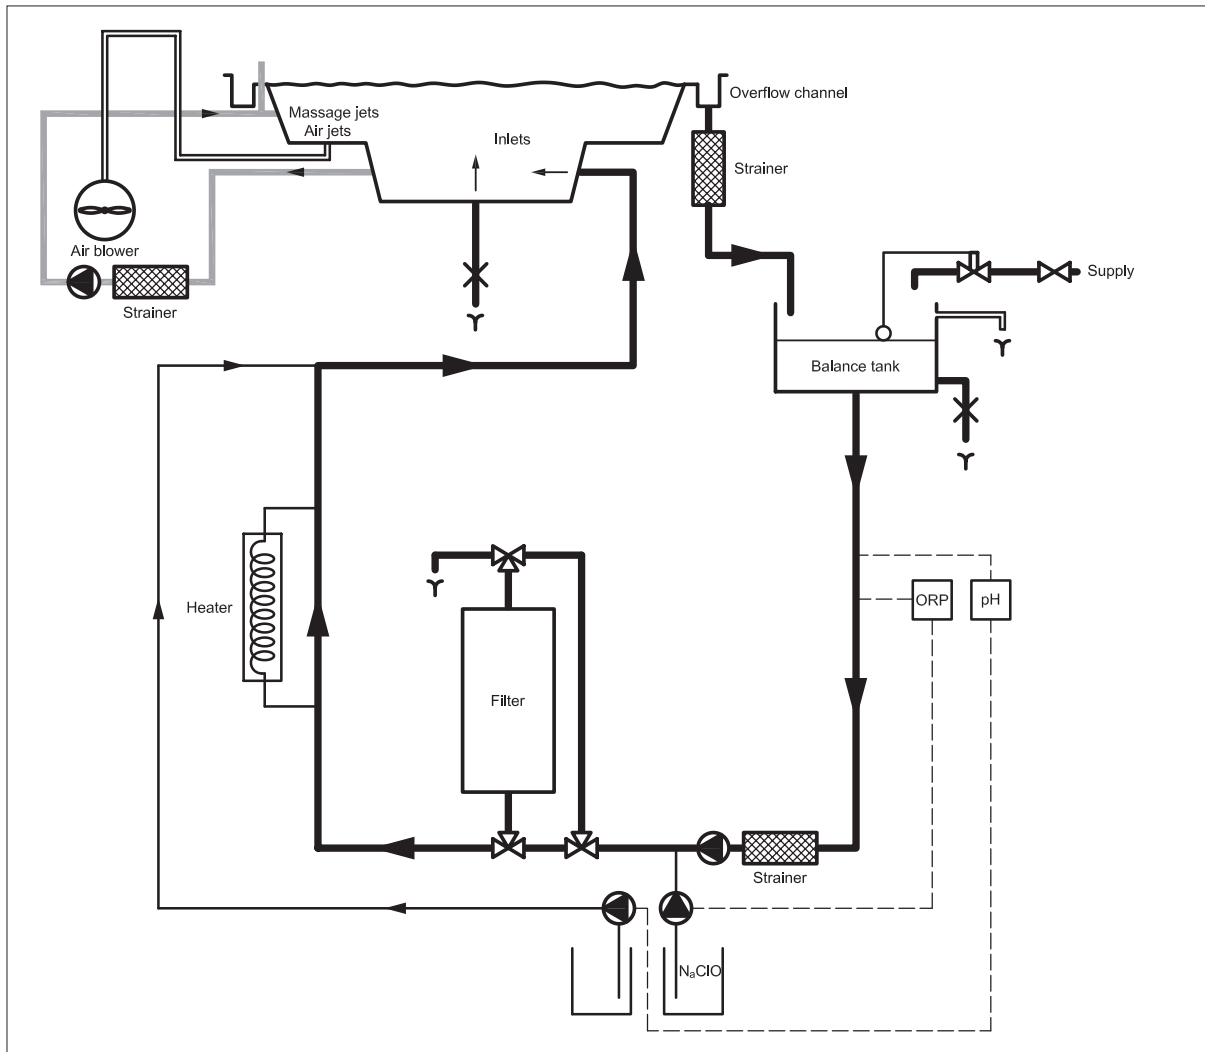 Overflow channel
Massage jets
Air jets
Inlets
Strainer
Air blower
Strainer
Supply
Balance tank
Heater
ORP
pH
Filter
Strainer
NaClO